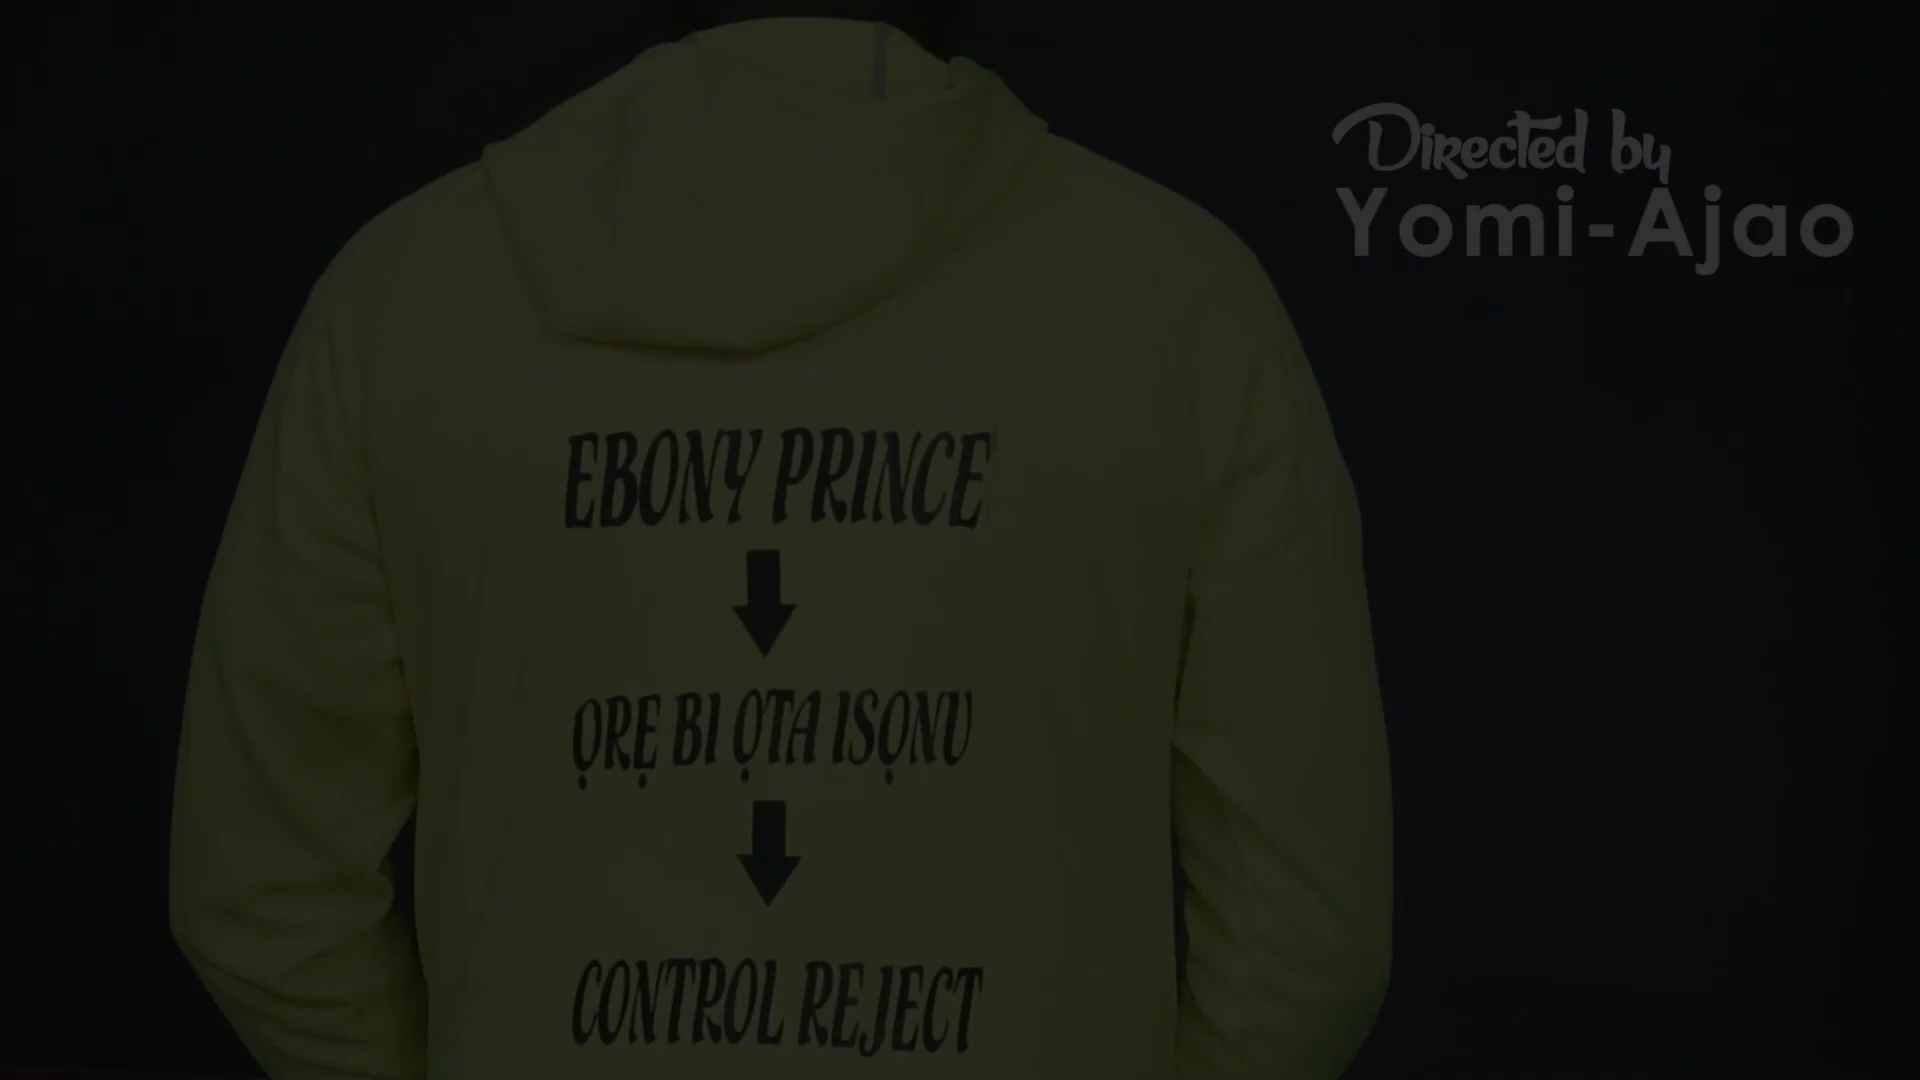 Directed by
Yomi-Ajao
EBONY PRINCE
ỌRẸ BI ỌTA ISỌNU
CONTROL REJECT